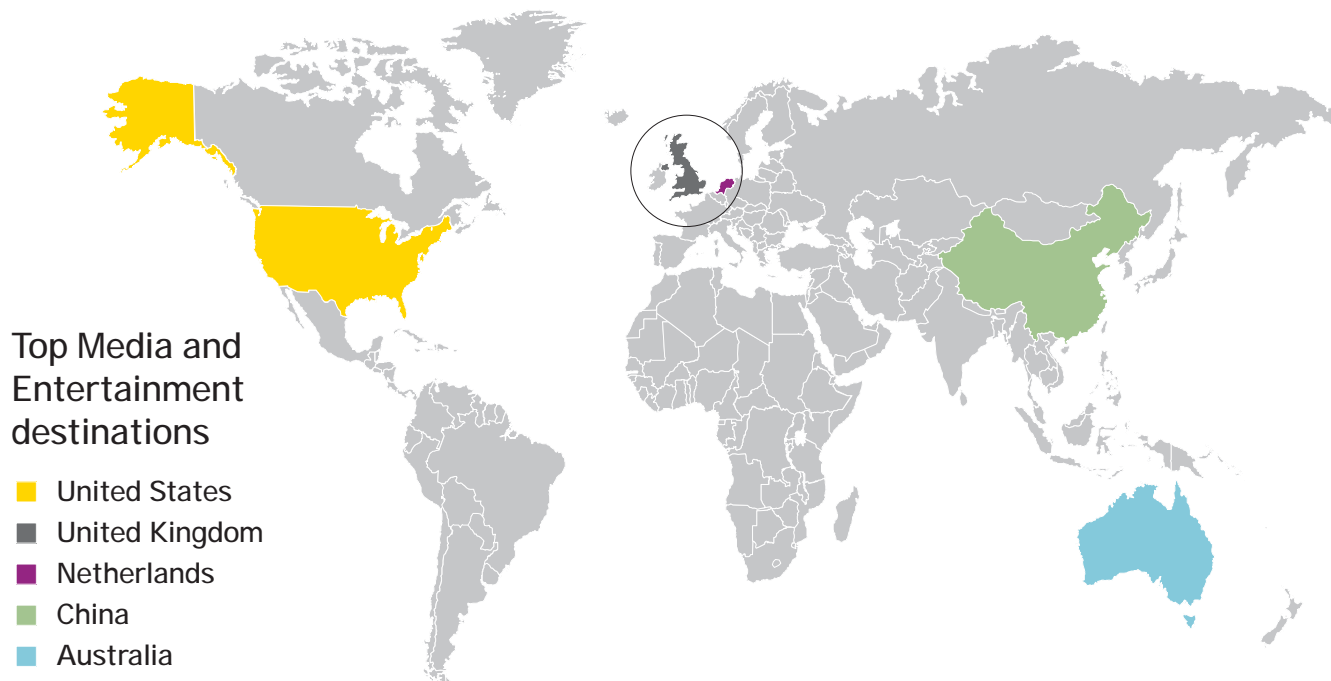 Top Media and
Entertainment
destinations
United States
United Kingdom
Netherlands
China
Australia